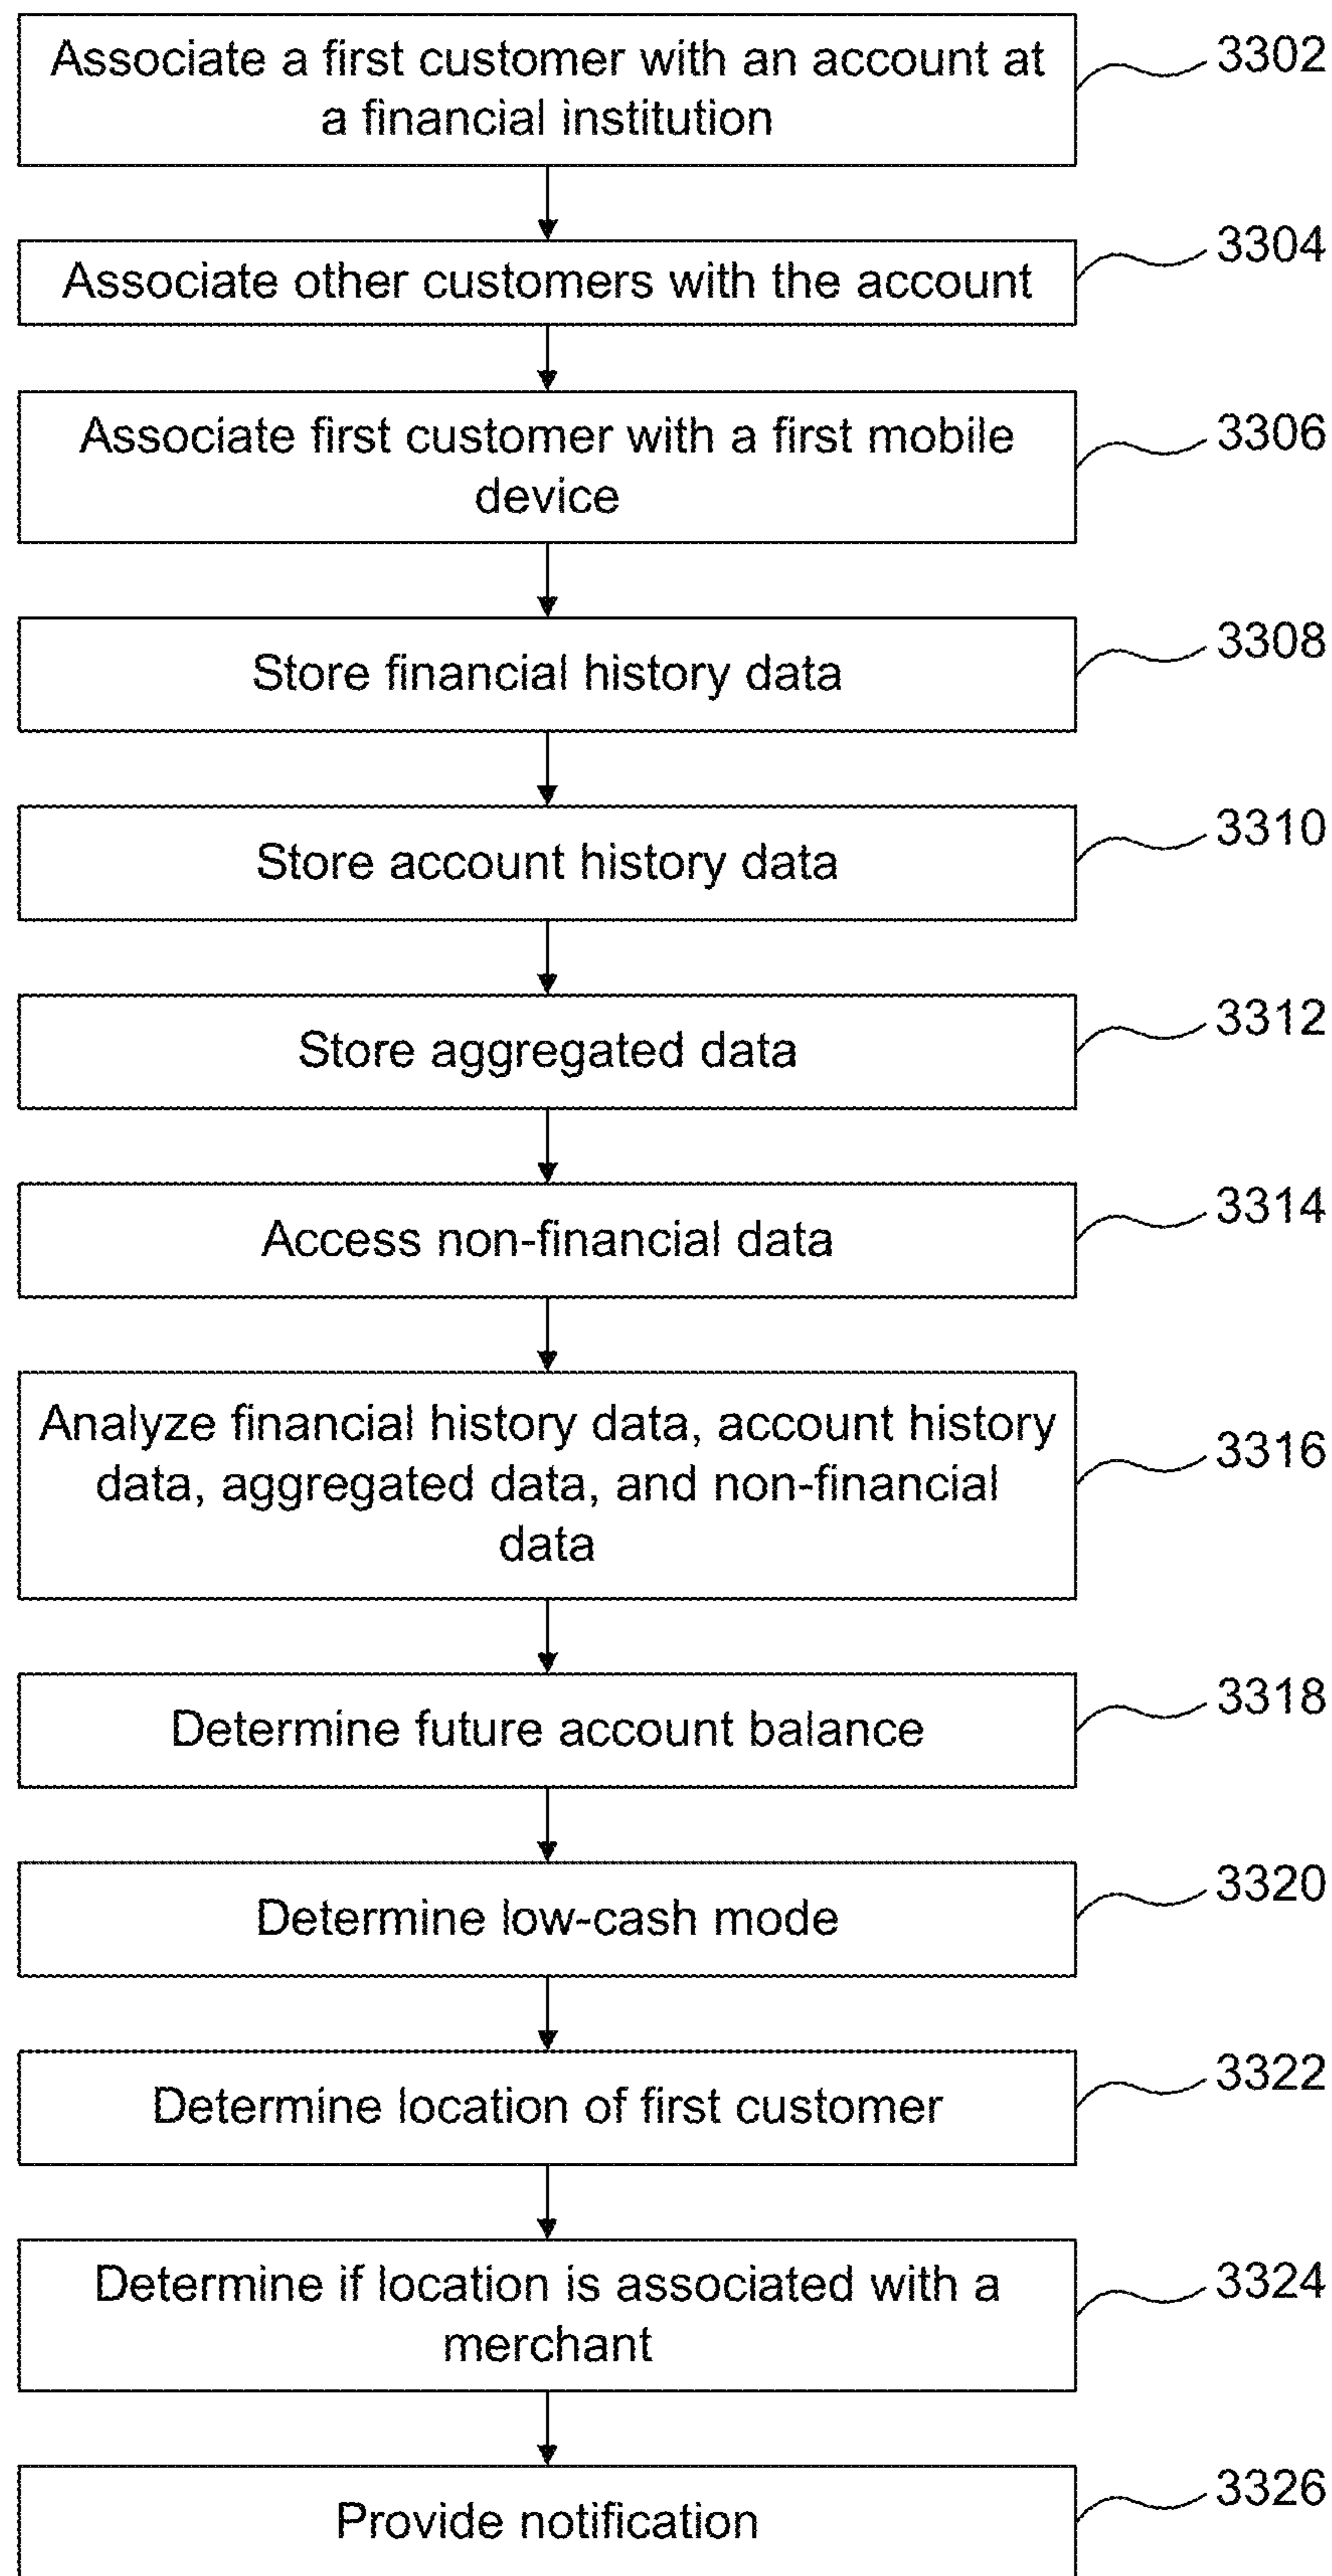 Associate a first customer with an account at
a financial institution
3302
Associate other customers with the account
3304
Associate first customer with a first mobile
device
3306
Store financial history data
3308
Store account history data
3310
Store aggregated data
3312
Access non-financial data
3314
Analyze financial history data, account history
data, aggregated data, and non-financial
data
3316
Determine future account balance
3318
Determine low-cash mode
3320
Determine location of first customer
3322
Determine if location is associated with a
merchant
3324
Provide notification
3326